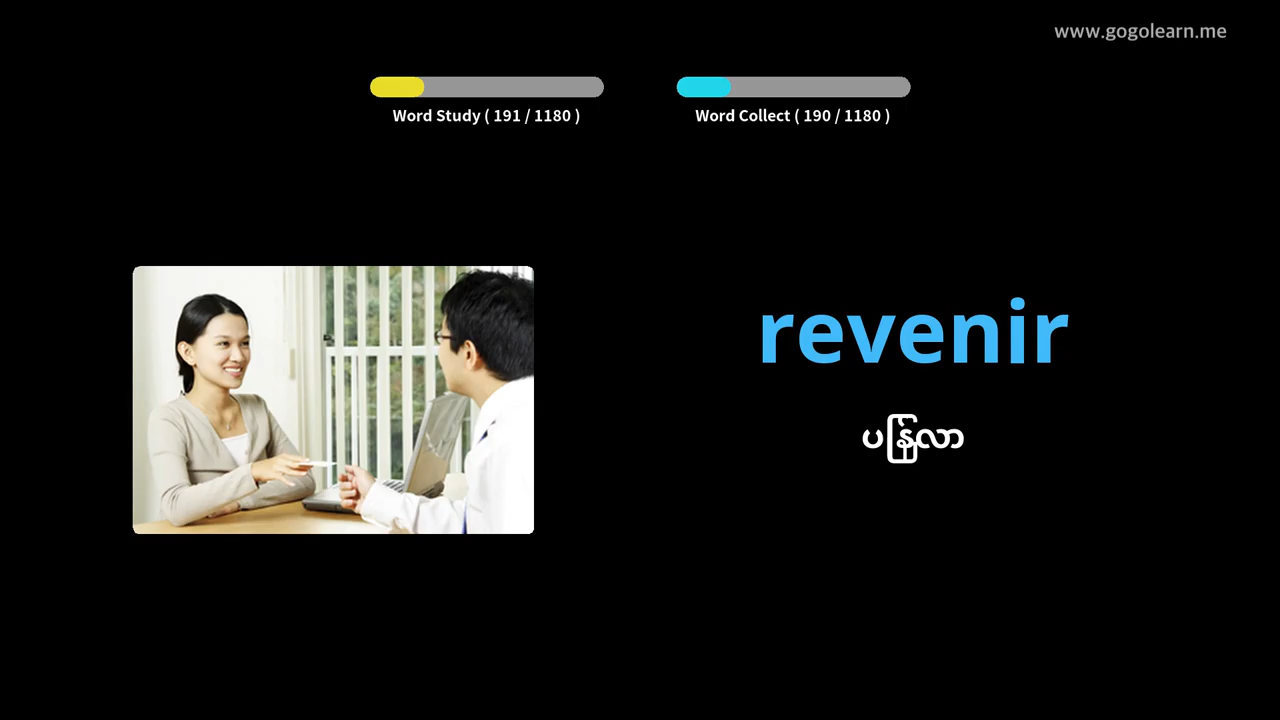 www.gogolearn.me
Word Study ( 191 / 1180 )
Word Collect ( 190 / 1180 )
revenir
ပနြ်လာ